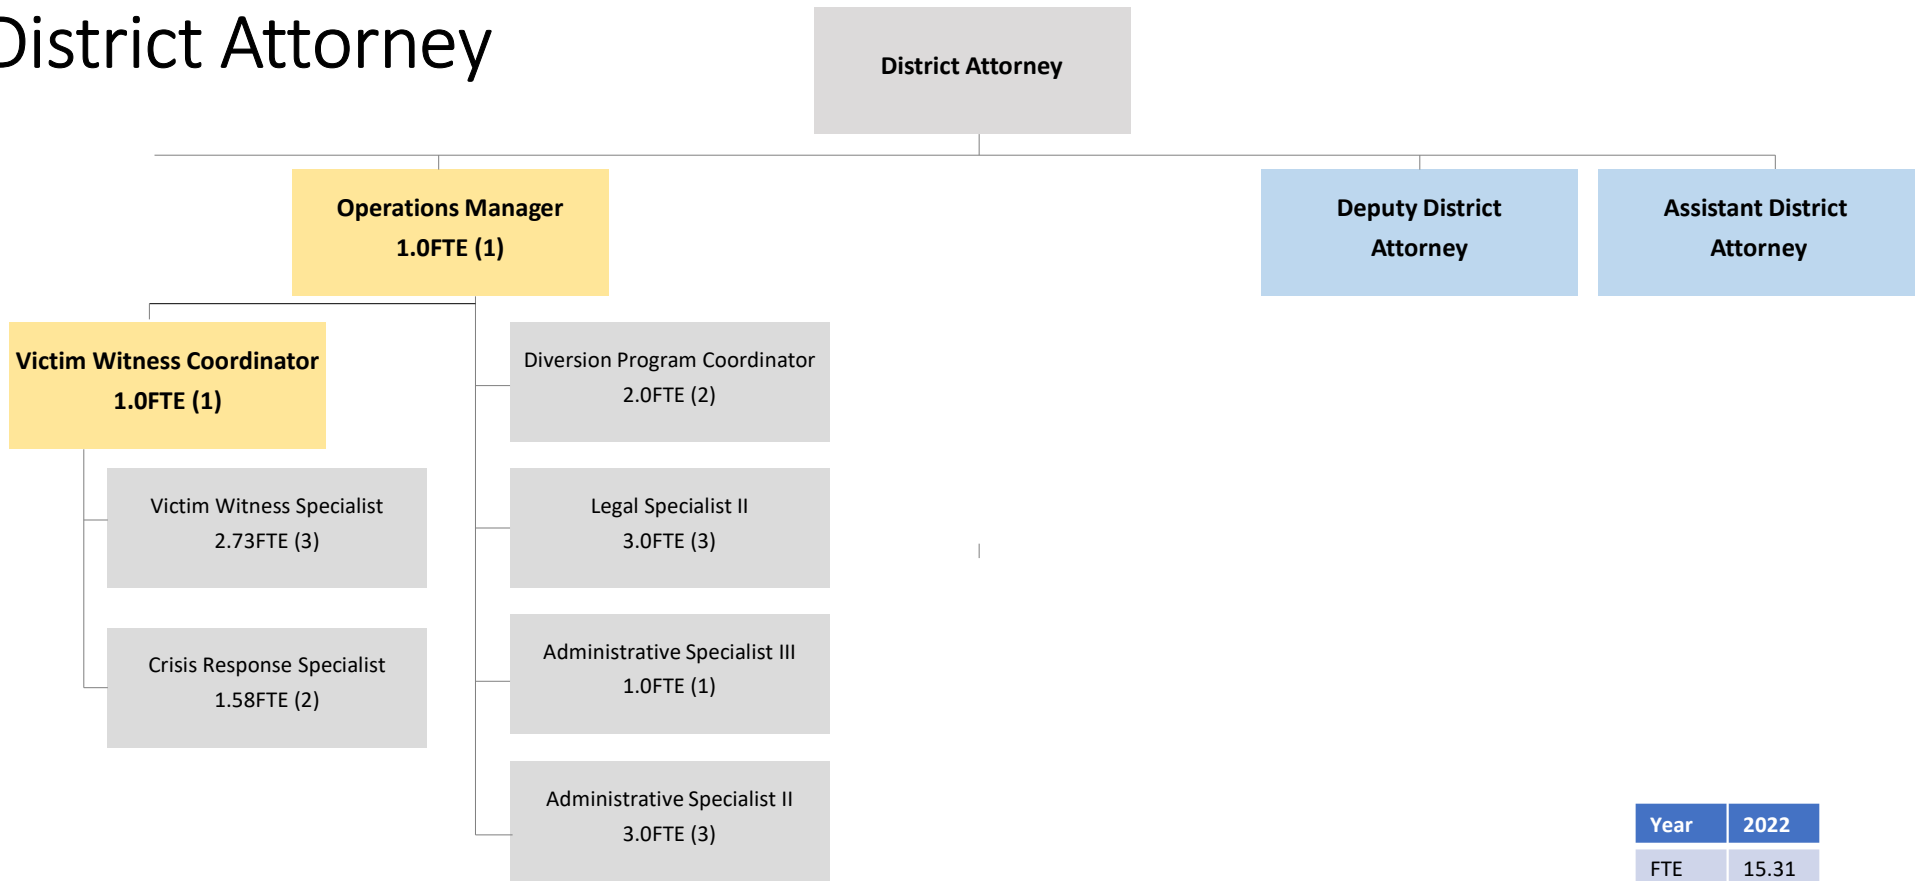 District Attorney
District Attorney
Operations Manager
1.0FTE (1)
Deputy District
Attorney
Assistant District
Attorney
Victim Witness Coordinator
1.0FTE (1)
Diversion Program Coordinator
2.0FTE (2)
Victim Witness Specialist
2.73FTE (3)
Legal Specialist II
3.0FTE (3)
Crisis Response Specialist
1.58FTE (2)
Administrative Specialist III
1.0FTE (1)
Administrative Specialist II
3.0FTE (3)
Year 2022
FTE 15.31